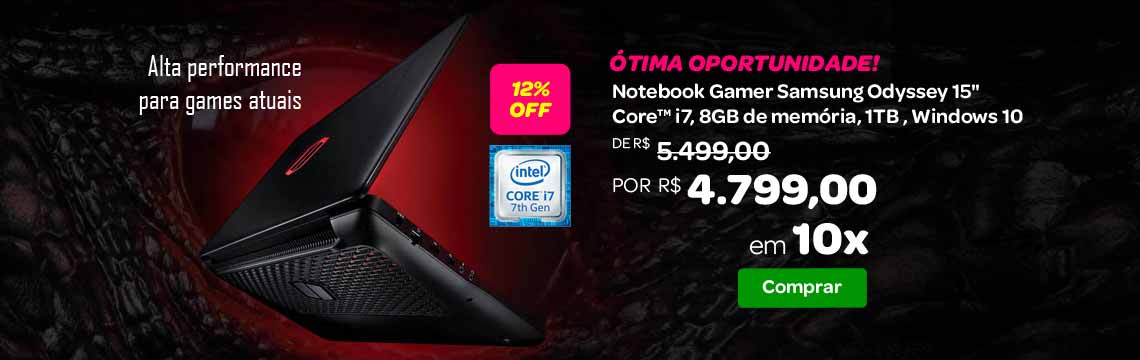 Alta performance
para games atuais
12%
OFF
intel
CORE™ i7
7th Gen
ÓTIMA OPORTUNIDADE!
Notebook Gamer Samsung Odyssey 15"
Core™ i7, 8GB de memória, 1TB , Windows 10
DE R$ 5.499,00
POR R$ 4.799,00
em 10x
Comprar